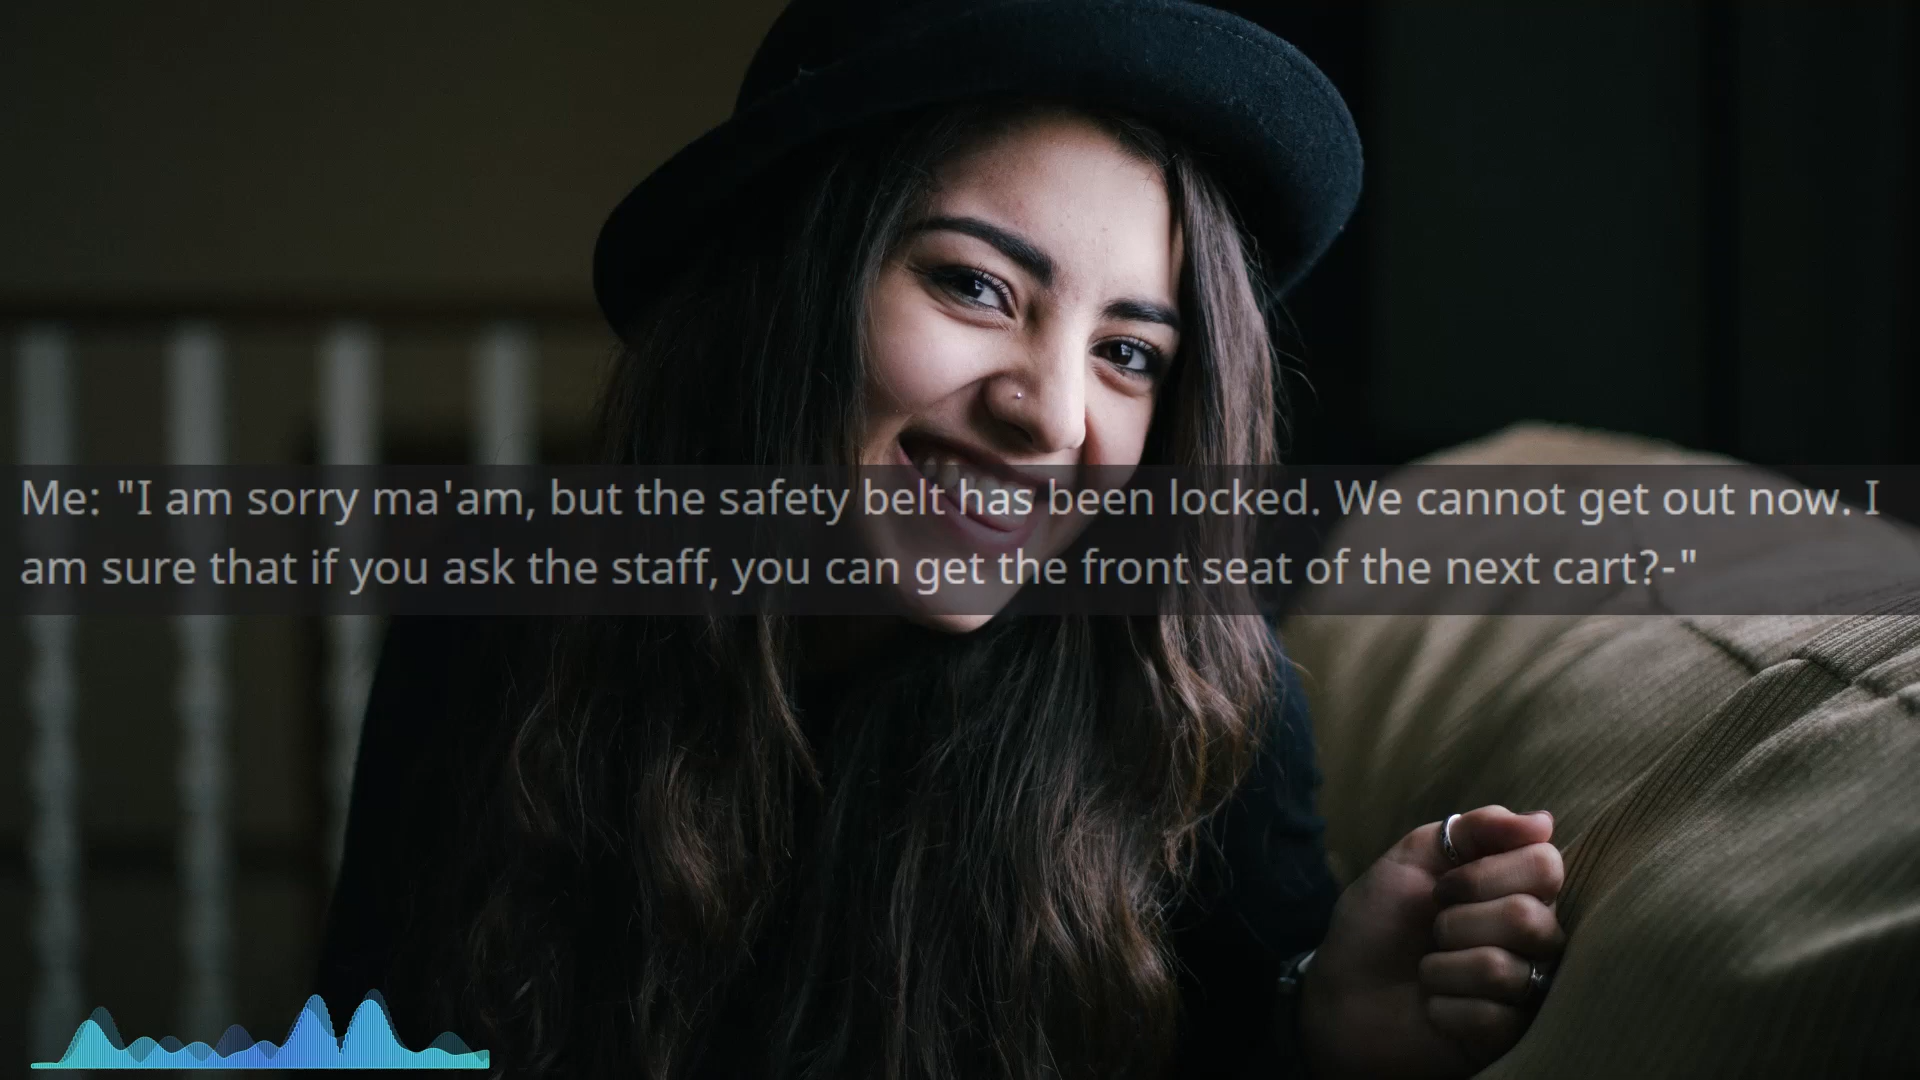 Me: "I am sorry ma'am, but the safety belt has been locked. We cannot get out now. I
am sure that if you ask the staff, you can get the front seat of the next cart?-"